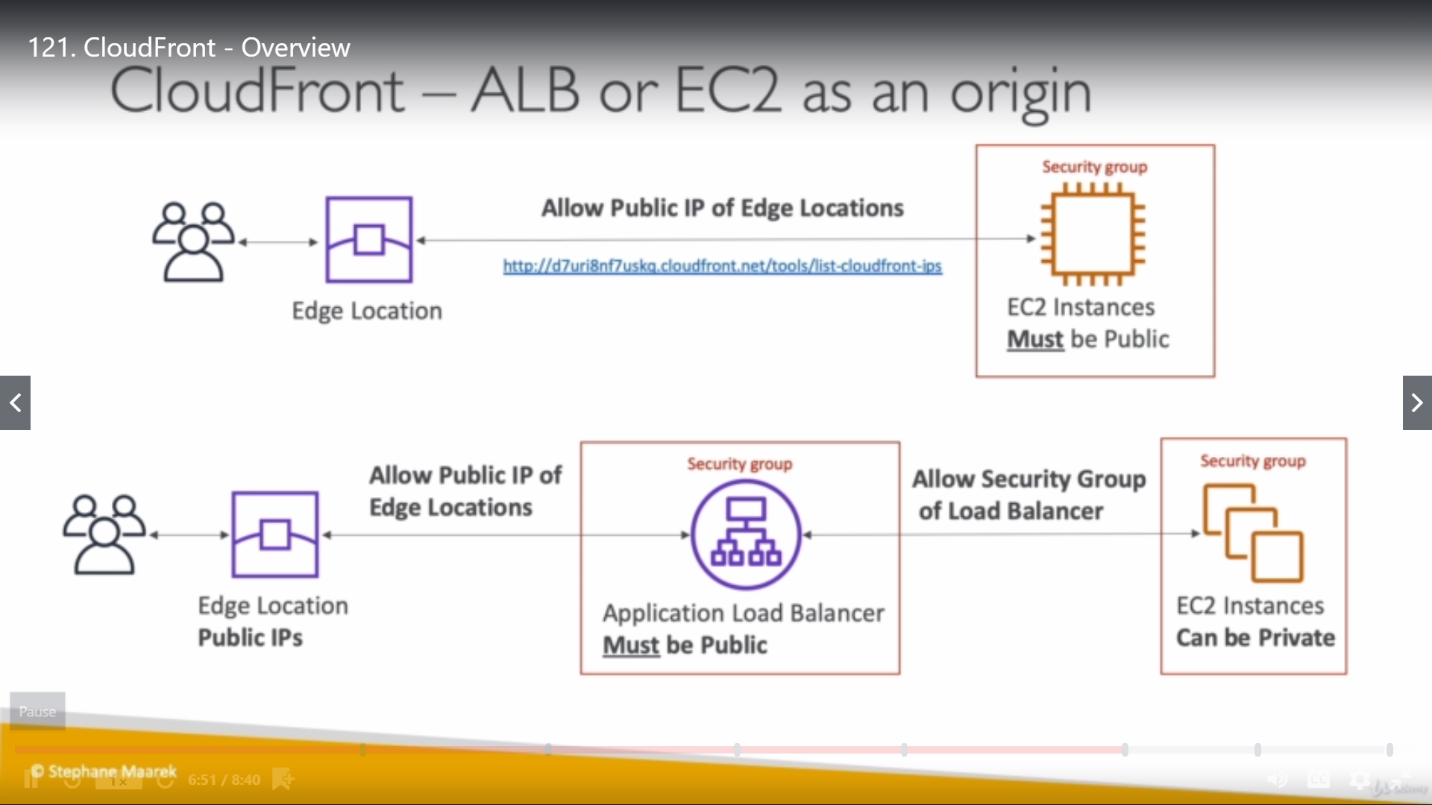 121. CloudFront - Overview
CloudFront – ALB or EC2 as an origin
Security group
Allow Public IP of Edge Locations
http://d7uri8nf7uskq.cloudfront.net/tools/list-cloudfront-ips
Edge Location
EC2 Instances
Must be Public
Allow Public IP of
Edge Locations
Security group
Allow Security Group
of Load Balancer
Security group
Edge Location
Public IPs
Application Load Balancer
Must be Public
EC2 Instances
Can be Private
Pause
© Stephane Maarek
1x
6:51 / 8:40
CC